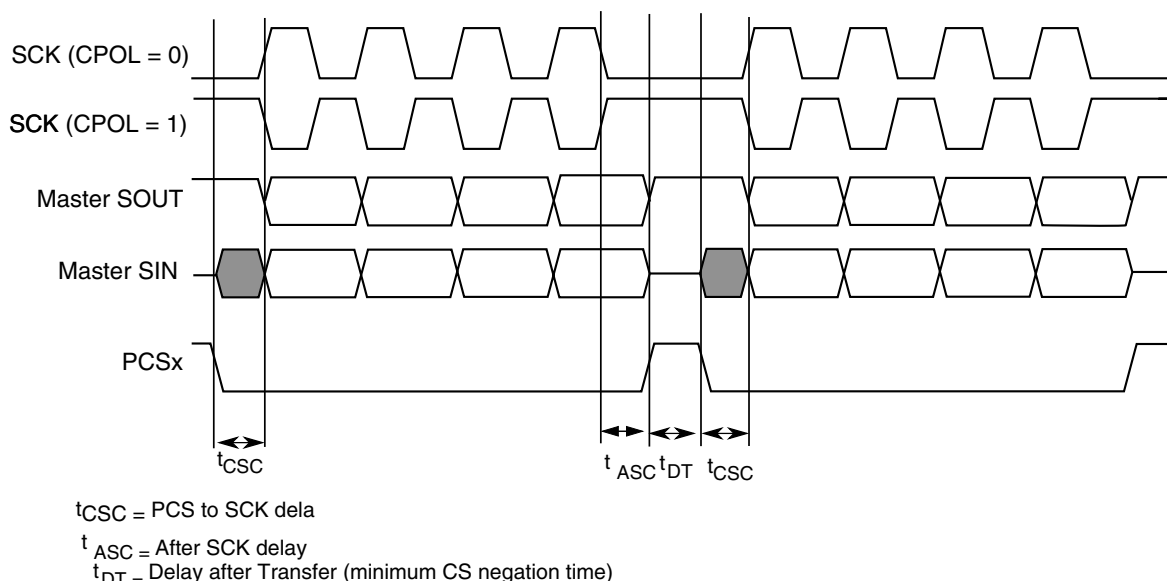 SCK (CPOL = 0)
SCK (CPOL = 1)
Master SOUT
Master SIN
PCSx
tCSC
t ASC
tDT
tCSC
tCSC = PCS to SCK dela
t ASC = After SCK delay
tDT = Delay after Transfer (minimum CS negation time)